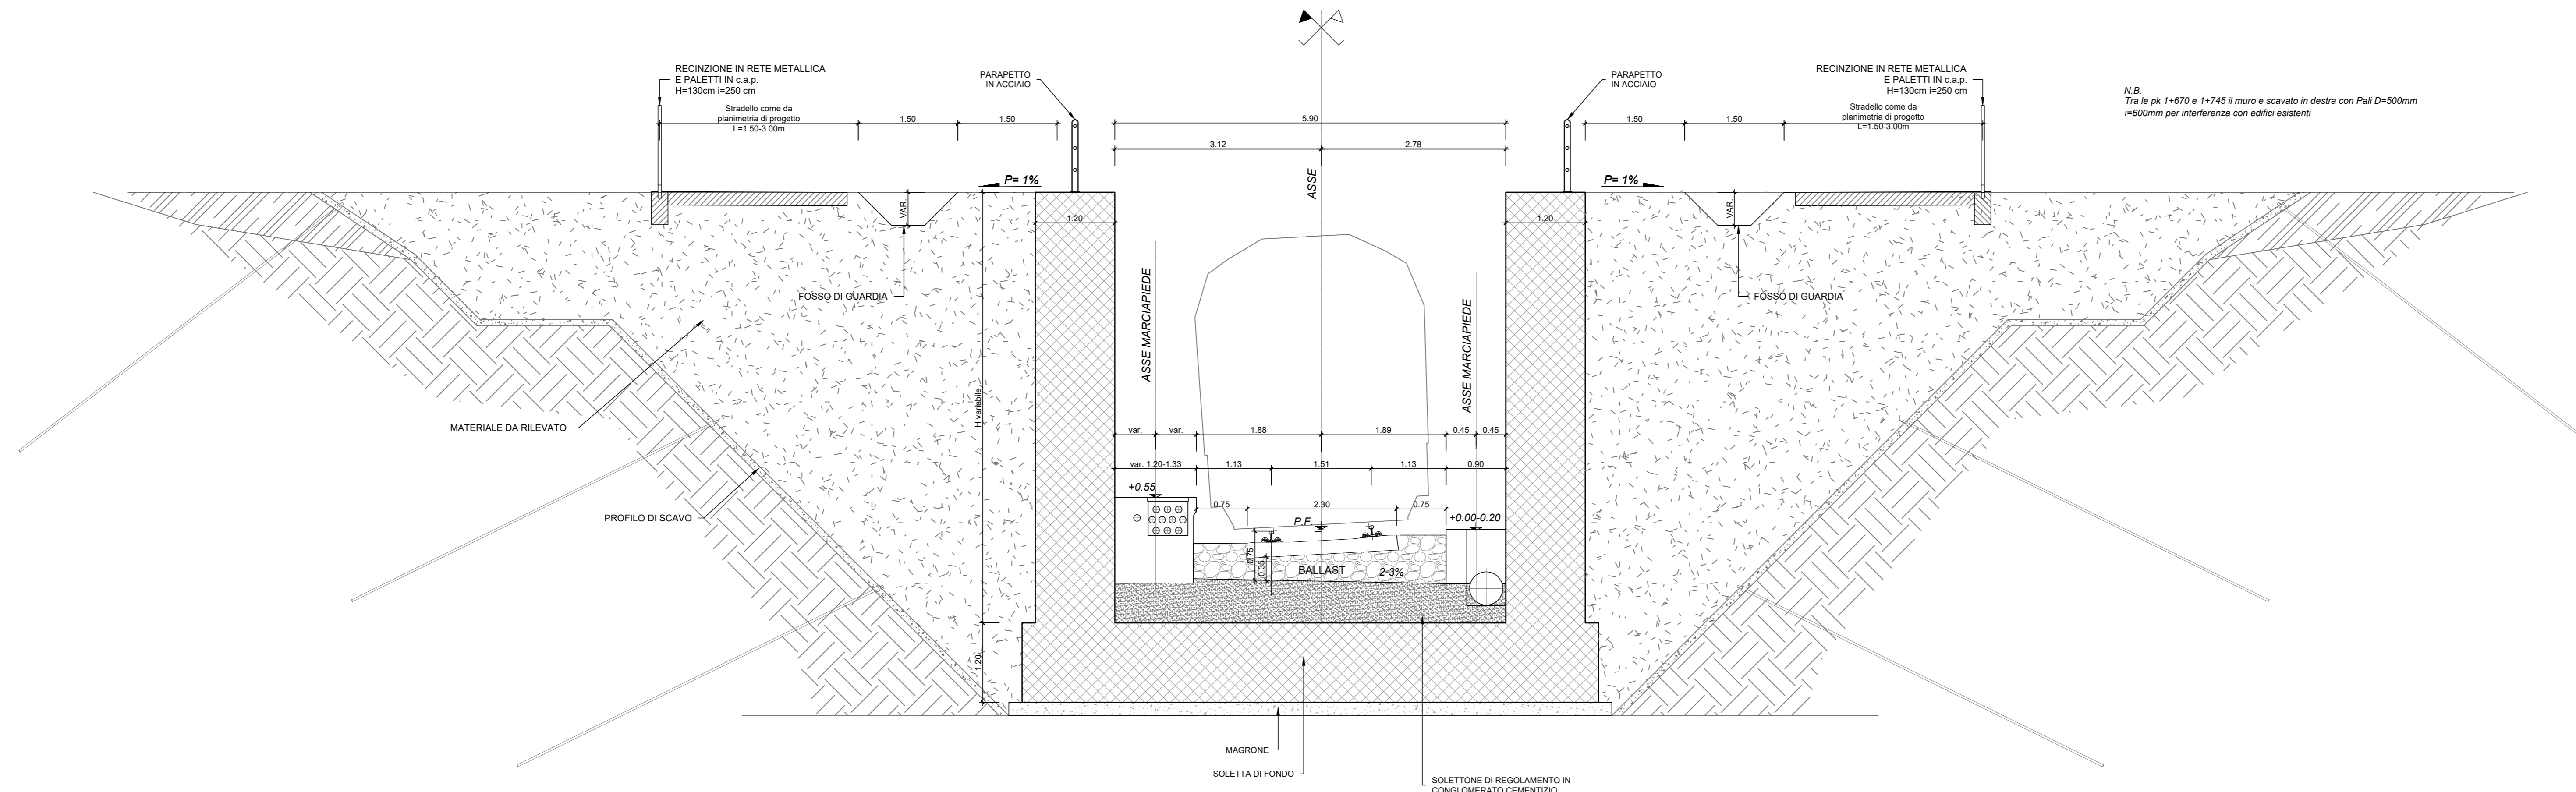 RECINZIONE IN RETE METALLICA
E PALETTI IN c.a.p.
H=130cm i=250 cm
Stradello come da
planimetria di progetto
L=1.50-3.00m
1.50
1.50
PARAPETTO
IN ACCIAIO
5.90
3.12
2.78
ASSE
PARAPETTO
IN ACCIAIO
1.50
1.50
RECINZIONE IN RETE METALLICA
E PALETTI IN c.a.p.
H=130cm i=250 cm
Stradello come da
planimetria di progetto
L=1.50-3.00m
N.B.
Tra le pk 1+670 e 1+745 il muro e scavato in destra con Pali D=500mm
i=600mm per interferenza con edifici esistenti
P= 1%
P= 1%
VAR.
1.20
1.20
VAR.
FOSSO DI GUARDIA
FOSSO DI GUARDIA
ASSE MARCIAPIEDE
ASSE MARCIAPIEDE
H variabile
MATERIALE DA RILEVATO
PROFILO DI SCAVO
var.
var.
1.88
1.89
0.45
0.45
var. 1.20-1.33
1.13
1.51
1.13
0.90
+0.55
0.75
2.30
0.75
+0.00-0.20
P.F.
0.75
0.35
BALLAST
2-3%
1.20
MAGRONE
SOLETTA DI FONDO
SOLETTONE DI REGOLAMENTO IN
CONGLOMERATO CEMENTIZIO